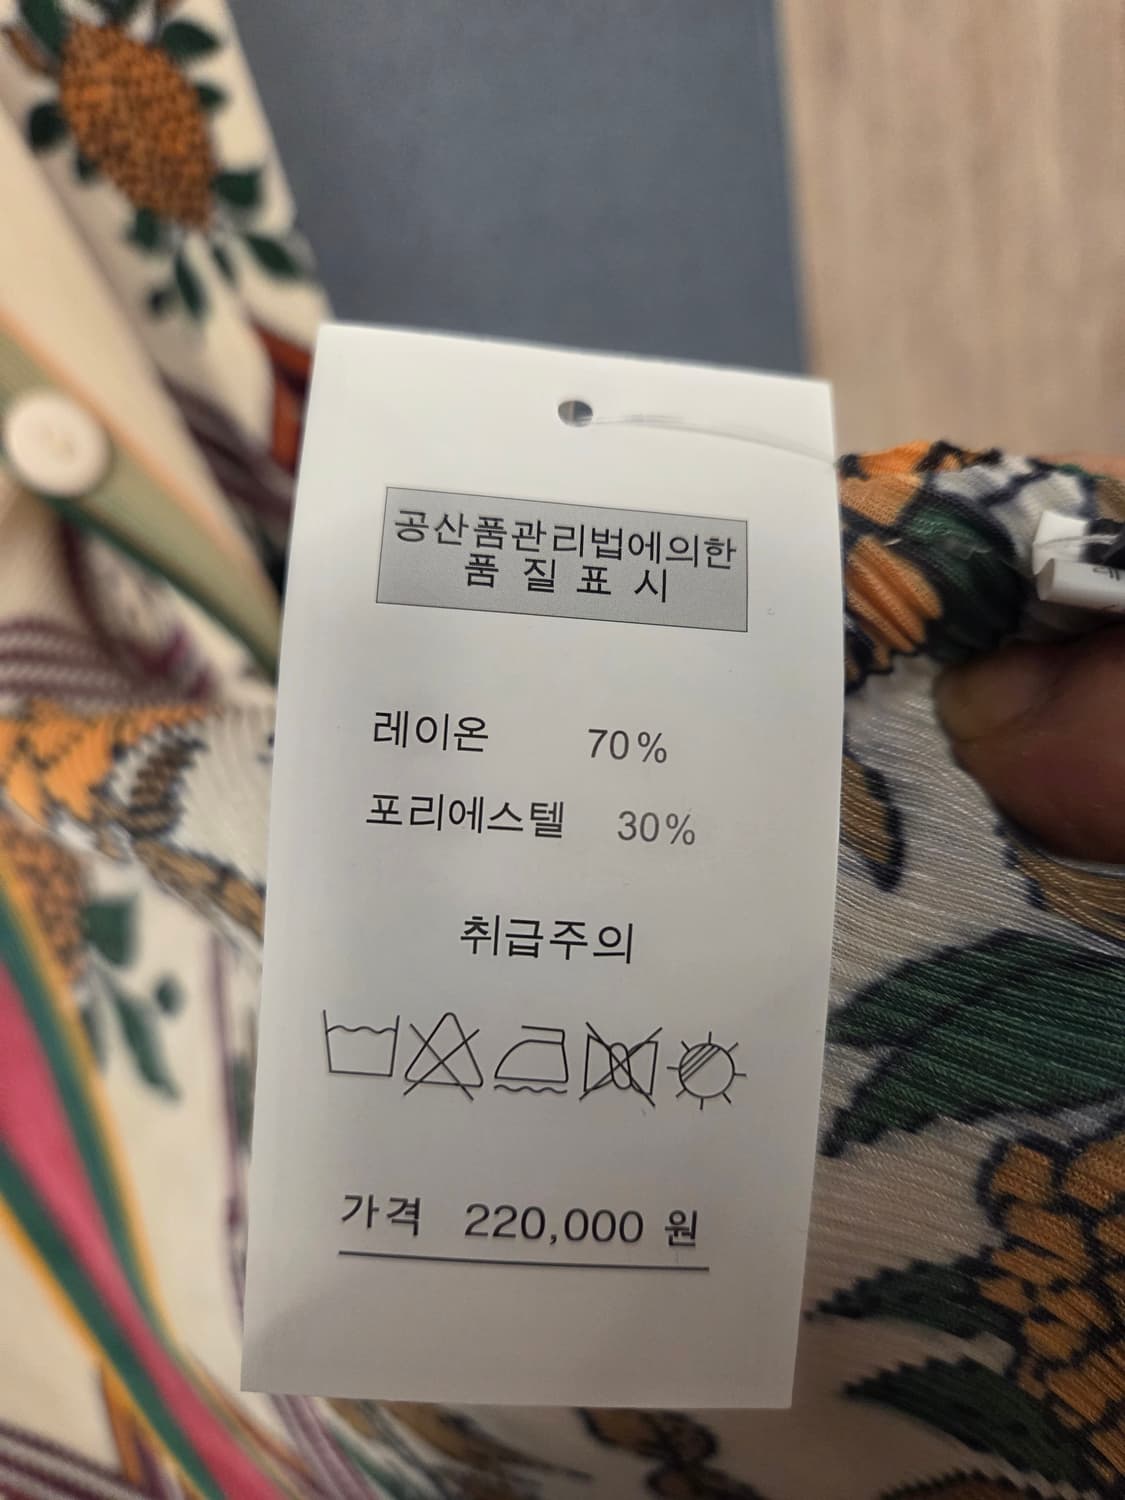 공산품관리법에의한
품 질 표 시
레이온 70%
포리에스텔 30%
취급주의
가격 220,000 원